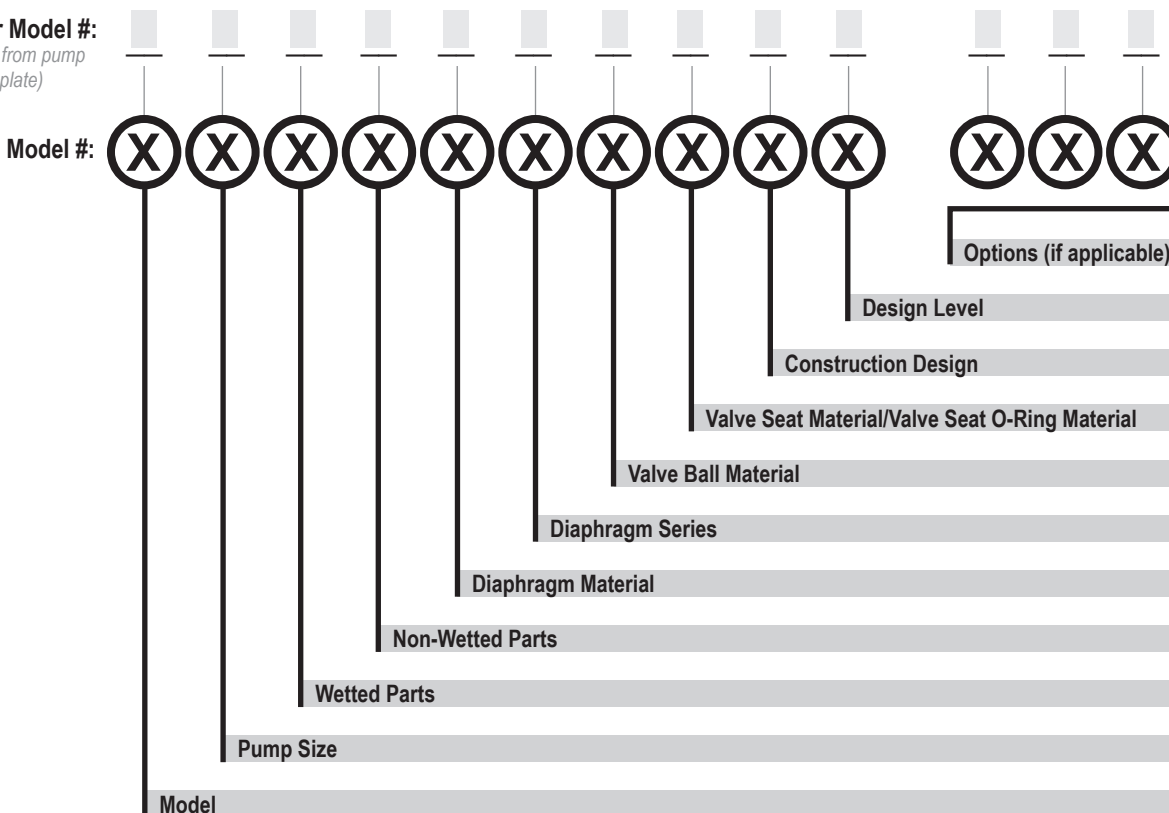 r Model #:
from pump
plate)
Model #: X X X X X X X X X X X X X
Options (if applicable)
Design Level
Construction Design
Valve Seat Material/Valve Seat O-Ring Material
Valve Ball Material
Diaphragm Series
Diaphragm Material
Non-Wetted Parts
Wetted Parts
Pump Size
Model